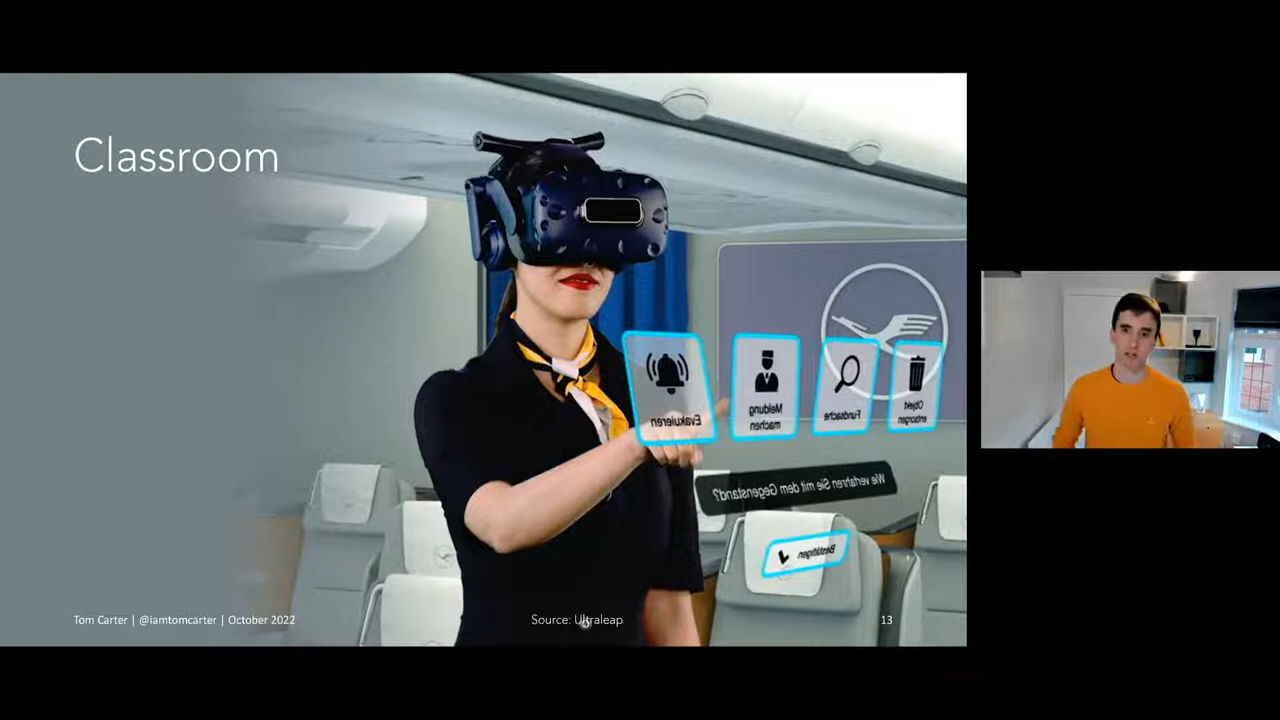 Classroom
Evakuieren
Meldung
machen
Fundsache
Objekt
entsorgen
Wie verfahren Sie mit dem Gegenstand?
Bestätigen
Tom Carter | @iamtomcarter | October 2022
Source: Ultraleap
13